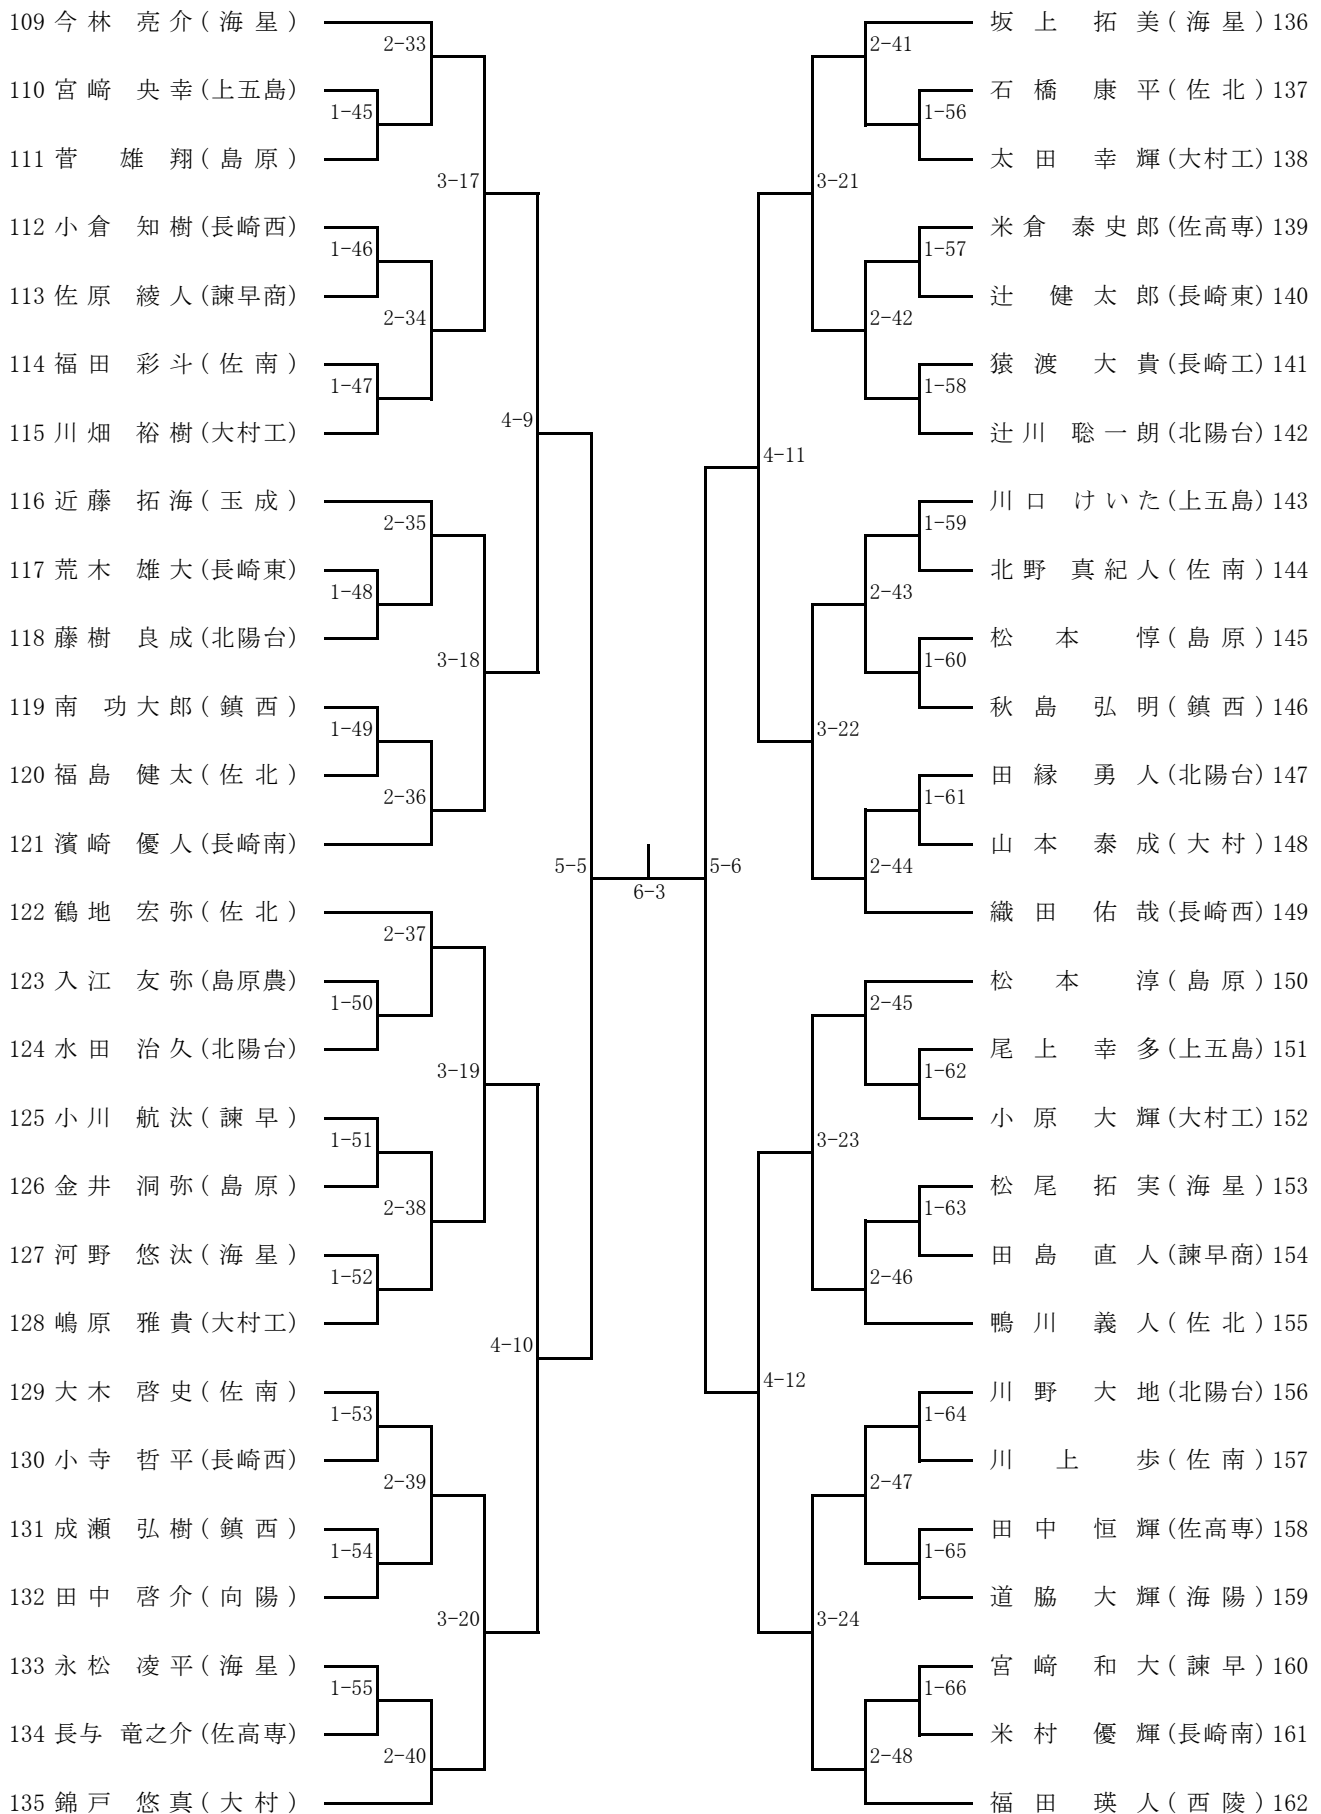 109 今林 亮介(海星)
2-33
110 宮﨑 央幸(上五島)
1-45
111 菅 雄翔(島原)
3-17
112 小倉 知樹(長崎西)
1-46
113 佐原 綾人(諫早商)
2-34
114 福田 彩斗(佐南)
1-47
115 川畑 裕樹(大村工)
4-9
116 近藤 拓海(玉成)
2-35
117 荒木 雄大(長崎東)
1-48
118 藤樹 良成(北陽台)
3-18
119 南 功大郎(鎮西)
1-49
120 福島 健太(佐北)
2-36
121 濱崎 優人(長崎南)
5-5
122 鶴地 宏弥(佐北)
2-37
123 入江 友弥(島原農)
1-50
124 水田 治久(北陽台)
3-19
125 小川 航汰(諫早)
1-51
126 金井 洞弥(島原)
2-38
127 河野 悠汰(海星)
1-52
128 嶋原 雅貴(大村工)
4-10
129 大木 啓史(佐南)
1-53
130 小寺 哲平(長崎西)
2-39
131 成瀬 弘樹(鎮西)
1-54
132 田中 啓介(向陽)
3-20
133 永松 凌平(海星)
1-55
134 長与 竜之介(佐高専)
2-40
135 錦戸 悠真(大村)
6-3
坂上 拓美(海星)136
2-41
石橋 康平(佐北)137
1-56
太田 幸輝(大村工)138
3-21
米倉 泰史郎(佐高専)139
1-57
辻 健太郎(長崎東)140
2-42
猿渡 大貴(長崎工)141
1-58
辻川 聡一朗(北陽台)142
4-11
川口 けいた(上五島)143
1-59
北野 真紀人(佐南)144
2-43
松本 惇(島原)145
1-60
秋島 弘明(鎮西)146
3-22
田縁 勇人(北陽台)147
1-61
山本 泰成(大村)148
2-44
5-6
織田 佑哉(長崎西)149
松本 淳(島原)150
2-45
尾上 幸多(上五島)151
1-62
小原 大輝(大村工)152
3-23
松尾 拓実(海星)153
1-63
田島 直人(諫早商)154
2-46
鴨川 義人(佐北)155
4-12
川野 大地(北陽台)156
1-64
川上 歩(佐南)157
2-47
田中 恒輝(佐高専)158
1-65
道脇 大輝(海陽)159
3-24
宮﨑 和大(諫早)160
1-66
米村 優輝(長崎南)161
2-48
福田 瑛人(西陵)162